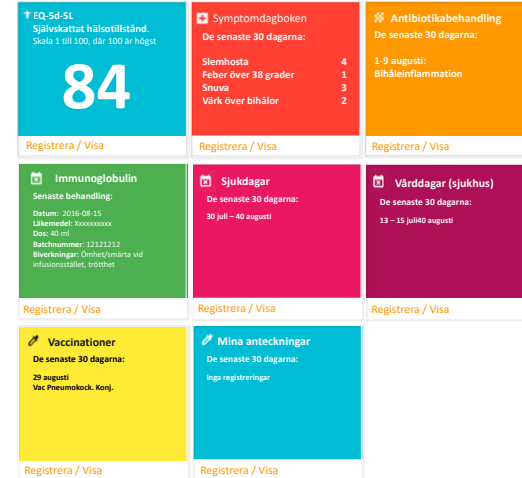 EQ-5d-5L
Självskattat hälsotillstånd.
Skala 1 till 100, där 100 är högst
84
Registrera / Visa
Symptomdagboken
De senaste 30 dagarna:
Slemhosta 4
Feber över 38 grader 1
Snuva 3
Värk över bihålor 2
Registrera / Visa
Antibiotikabehandling
De senaste 30 dagarna:
1-9 augusti:
Bihåleinflammation
Registrera / Visa
Immunoglobulin
Senaste behandling:
Datum: 2016-08-15
Läkemedel: Xxxxxxxxxx
Dos: 40 ml
Batchnummer: 12121212
Biverkningar: Ömhet/smärta vid
infusionsstället, trötthet
Registrera / Visa
Sjukdagar
De senaste 30 dagarna:
30 juli – 40 augusti
Registrera / Visa
Vårddagar (sjukhus)
De senaste 30 dagarna:
13 – 15 juli40 augusti
Registrera / Visa
Vaccinationer
De senaste 30 dagarna:
29 augusti
Vac Pneumokock. Konj.
Registrera / Visa
Mina anteckningar
De senaste 30 dagarna:
Inga registreringar
Registrera / Visa